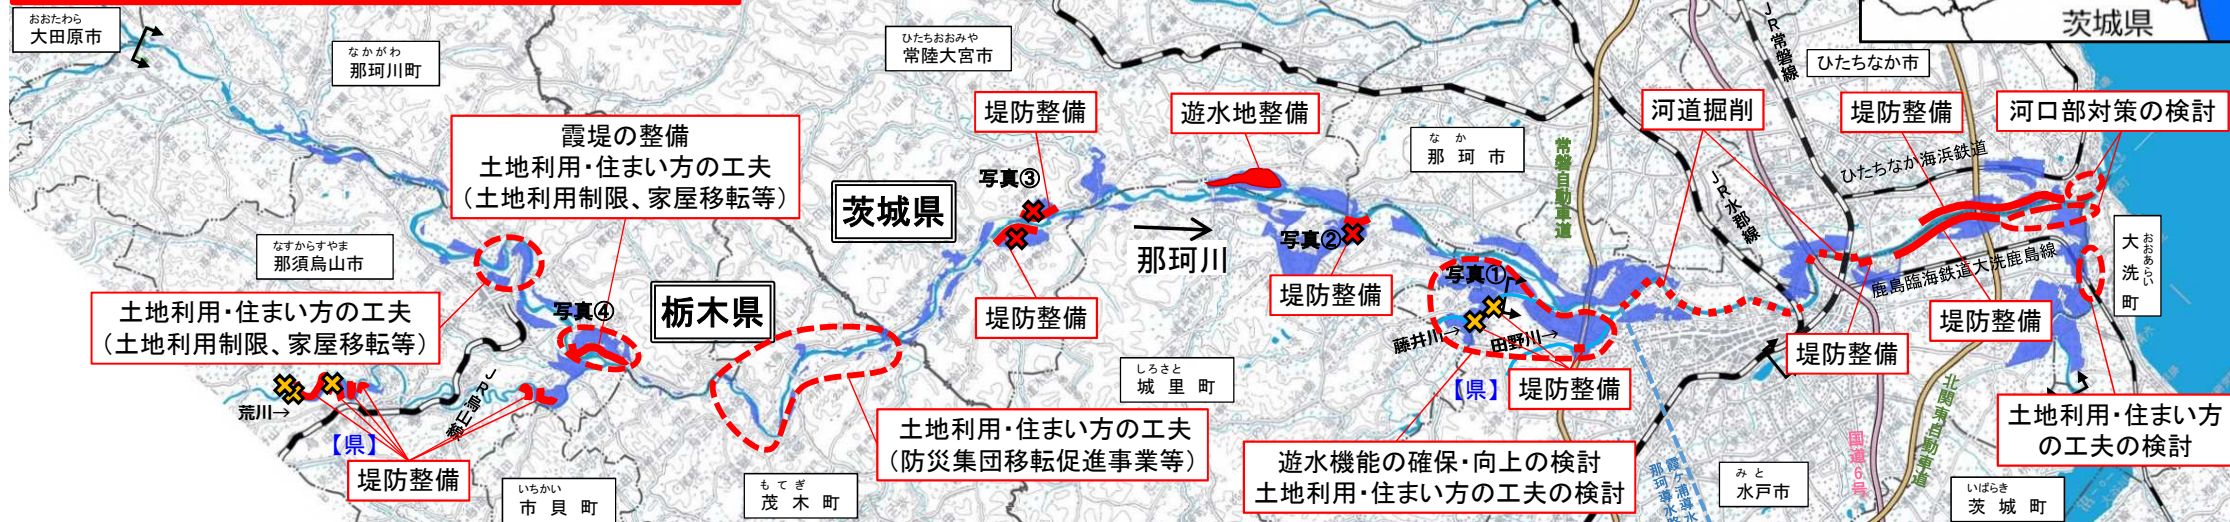 おおたわら
大田原市
なかがわ
那珂川町
ひたちおおみや
常陸大宮市
茨城県
ひたちなか市
JR常磐線
堤防整備
遊水地整備
河道掘削
堤防整備
河口部対策の検討
霞堤の整備
土地利用・住まい方の工夫
（土地利用制限、家屋移転等）
なか
那珂市
常磐自動車道
ひたちなか海浜鉄道
JR水郡線
写真③
茨城県
那珂川
写真②
写真①
なすからすやま
那須烏山市
おおあらい
大洗町
鹿島臨海鉄道大洗鹿島線
土地利用・住まい方の工夫
（土地利用制限、家屋移転等）
写真④
栃木県
堤防整備
堤防整備
藤井川→
田野川→
堤防整備
堤防整備
荒川→
JR烏山線
しろさと
城里町
【県】
堤防整備
【県】
堤防整備
土地利用・住まい方の工夫
（防災集団移転促進事業等）
遊水機能の確保・向上の検討
土地利用・住まい方の工夫の検討
土地利用・住まい方
の工夫の検討
北関東自動車道
国道6号
いちかい
市貝町
もてぎ
茂木町
霞ヶ浦導水
那珂導水路
みと
水戸市
いばらき
茨城町